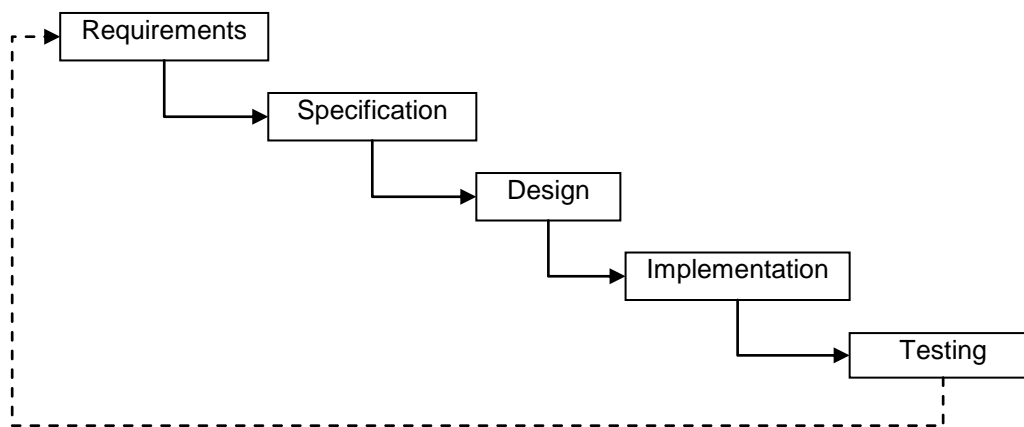 Requirements
Specification
Design
Implementation
Testing